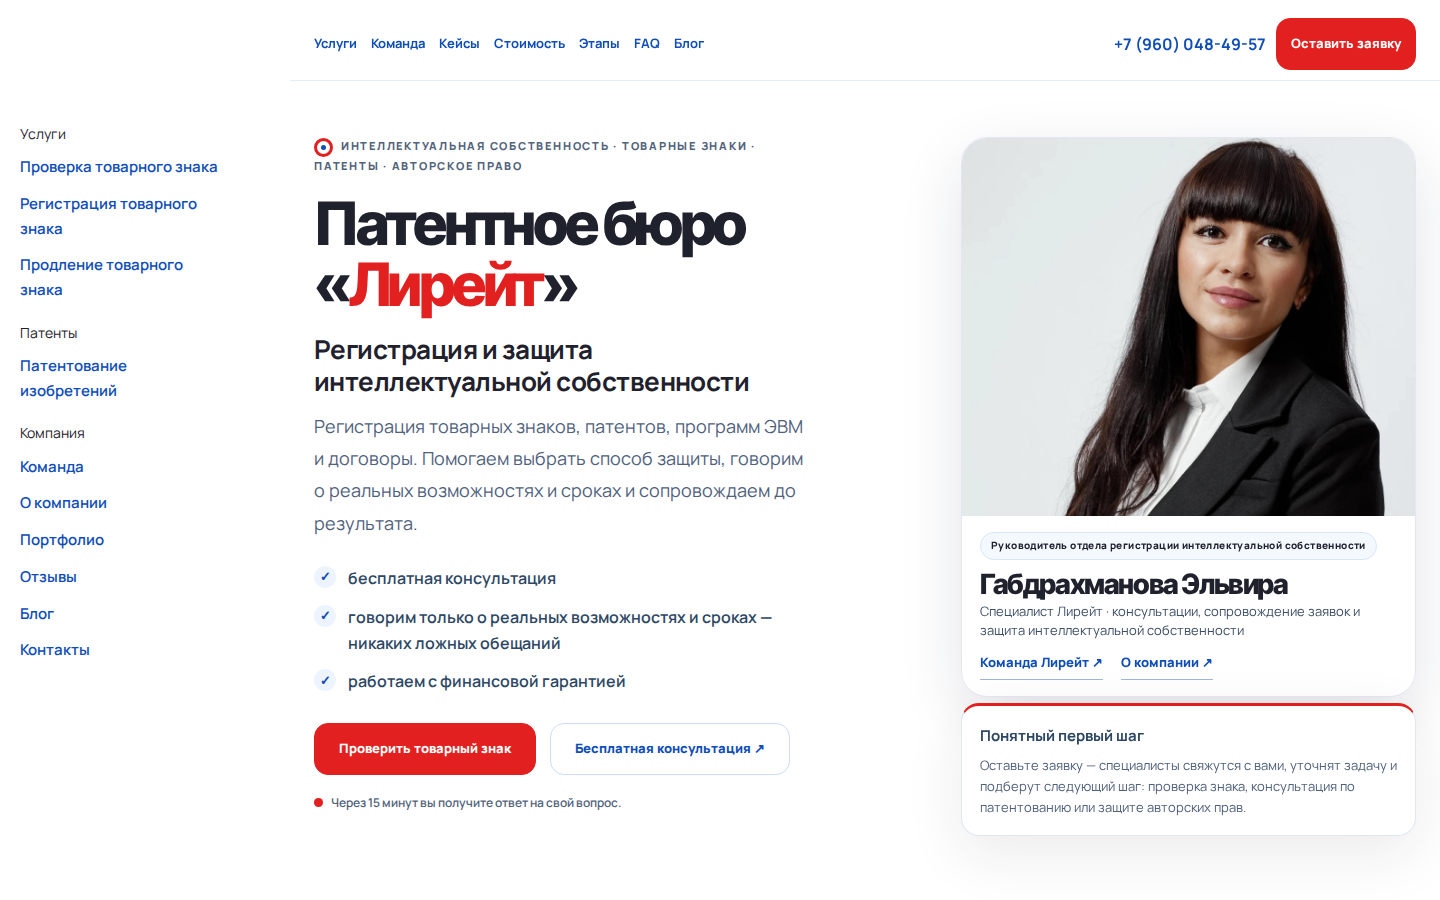 Услуги Команда Кейсы Стоимость Этапы FAQ Блог
+7 (960) 048-49-57
Оставить заявку
Услуги
Проверка товарного знака
Регистрация товарного
знака
Продление товарного
знака
Патенты
Патентование
изобретений
Компания
Команда
О компании
Портфолио
Отзывы
Блог
Контакты
ИНТЕЛЛЕКТУАЛЬНАЯ СОБСТВЕННОСТЬ · ТОВАРНЫЕ ЗНАКИ ·
ПАТЕНТЫ · АВТОРСКОЕ ПРАВО
Патентное бюро
«Лирейт»
Регистрация и защита
интеллектуальной собственности
Регистрация товарных знаков, патентов, программ ЭВМ
и договоры. Помогаем выбрать способ защиты, говорим
о реальных возможностях и сроках и сопровождаем до
результата.
✓ бесплатная консультация
✓ говорим только о реальных возможностях и сроках —
никаких ложных обещаний
✓ работаем с финансовой гарантией
Проверить товарный знак
Бесплатная консультация ↗
Через 15 минут вы получите ответ на свой вопрос.
Руководитель отдела регистрации интеллектуальной собственности
Габдрахманова Эльвира
Специалист Лирейт · консультации, сопровождение заявок и
защита интеллектуальной собственности
Команда Лирейт ↗ О компании ↗
Понятный первый шаг
Оставьте заявку — специалисты свяжутся с вами, уточнят задачу и
подберут следующий шаг: проверка знака, консультация по
патентованию или защите авторских прав.